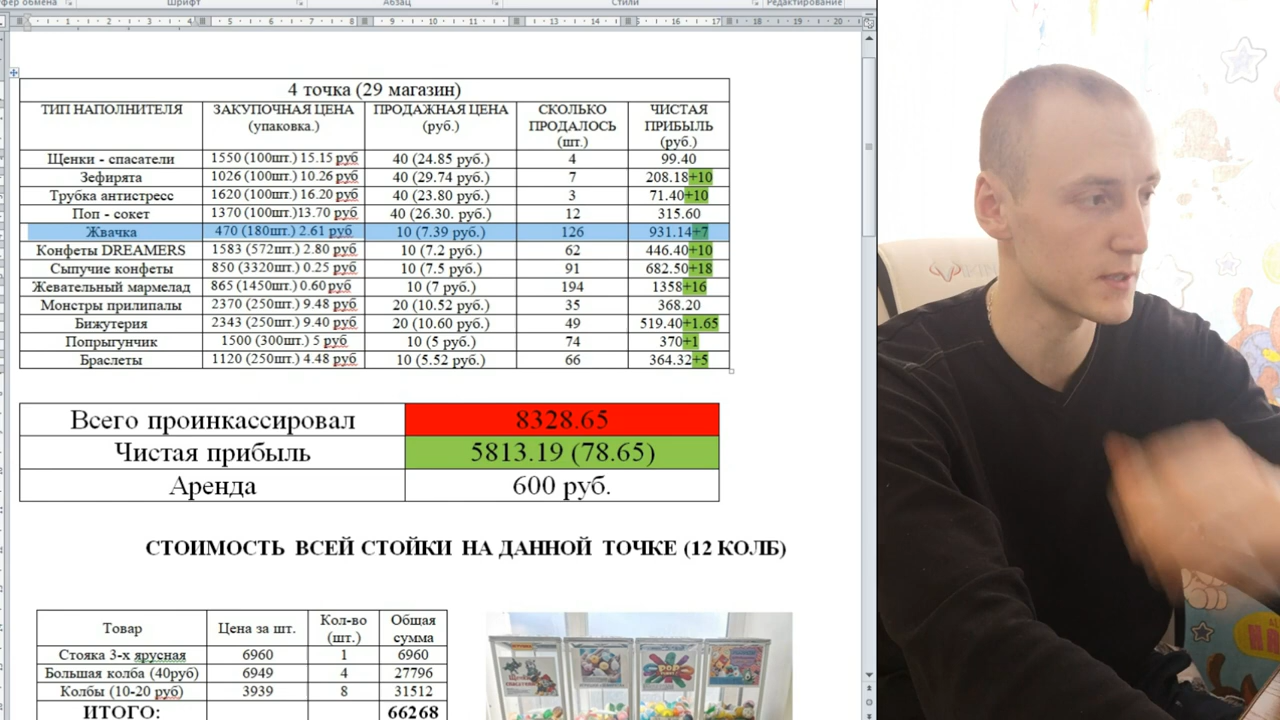 Шрифт Абзац Стили Редактирование
4 точка (29 магазин)
ТИП НАПОЛНИТЕЛЯ ЗАКУПОЧНАЯ ЦЕНА (упаковка.) ПРОДАЖНАЯ ЦЕНА (руб.) СКОЛЬКО ПРОДАЛОСЬ (шт.) ЧИСТАЯ ПРИБЫЛЬ (руб.)
Щенки - спасатели 1550 (100шт.) 15.15 руб 40 (24.85 руб.) 4 99.40
Зефирята 1026 (100шт.) 10.26 руб 40 (29.74 руб.) 7 208.18+10
Трубка антистресс 1620 (100шт.) 16.20 руб 40 (23.80 руб.) 3 71.40+10
Поп - сокет 1370 (100шт.)13.70 руб 40 (26.30. руб.) 12 315.60
Жвачка 470 (180шт.) 2.61 руб 10 (7.39 руб.) 126 931.14+7
Конфеты DREAMERS 1583 (572шт.) 2.80 руб 10 (7.2 руб.) 62 446.40+10
Сыпучие конфеты 850 (3320шт.) 0.25 руб 10 (7.5 руб.) 91 682.50+18
Жевательный мармелад 865 (1450шт.) 0.60 руб 10 (7 руб.) 194 1358+16
Монстры прилипалы 2370 (250шт.) 9.48 руб 20 (10.52 руб.) 35 368.20
Бижутерия 2343 (250шт.) 9.40 руб 20 (10.60 руб.) 49 519.40+1.65
Попрыгунчик 1500 (300шт.) 5 руб 10 (5 руб.) 74 370+1
Браслеты 1120 (250шт.) 4.48 руб 10 (5.52 руб.) 66 364.32+5
Всего проинкассировал 8328.65
Чистая прибыль 5813.19 (78.65)
Аренда 600 руб.
СТОИМОСТЬ ВСЕЙ СТОЙКИ НА ДАННОЙ ТОЧКЕ (12 КОЛБ)
Товар Цена за шт. Кол-во (шт.) Общая сумма
Стояка 3-х ярусная 6960 1 6960
Большая колба (40руб) 6949 4 27796
Колбы (10-20 руб) 3939 8 31512
ИТОГО: 66268